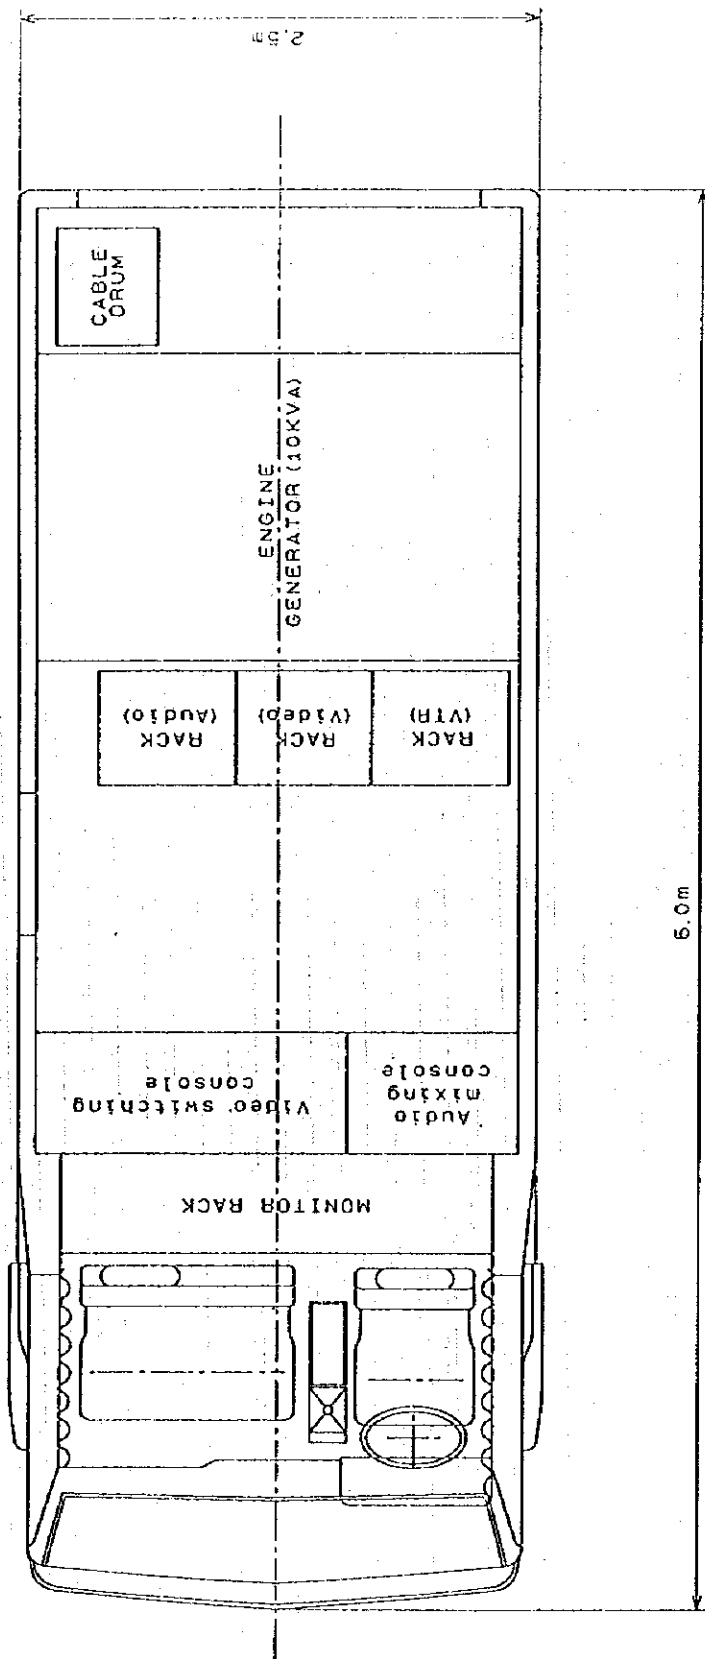 2.5m
CABLE
DRUM
ENGINE
GENERATOR (10KVA)
RACK
(Audio)
RACK
(Video)
RACK
(VTR)
6.0m
Video switching
console
Audio
mixing
console
MONITOR RACK